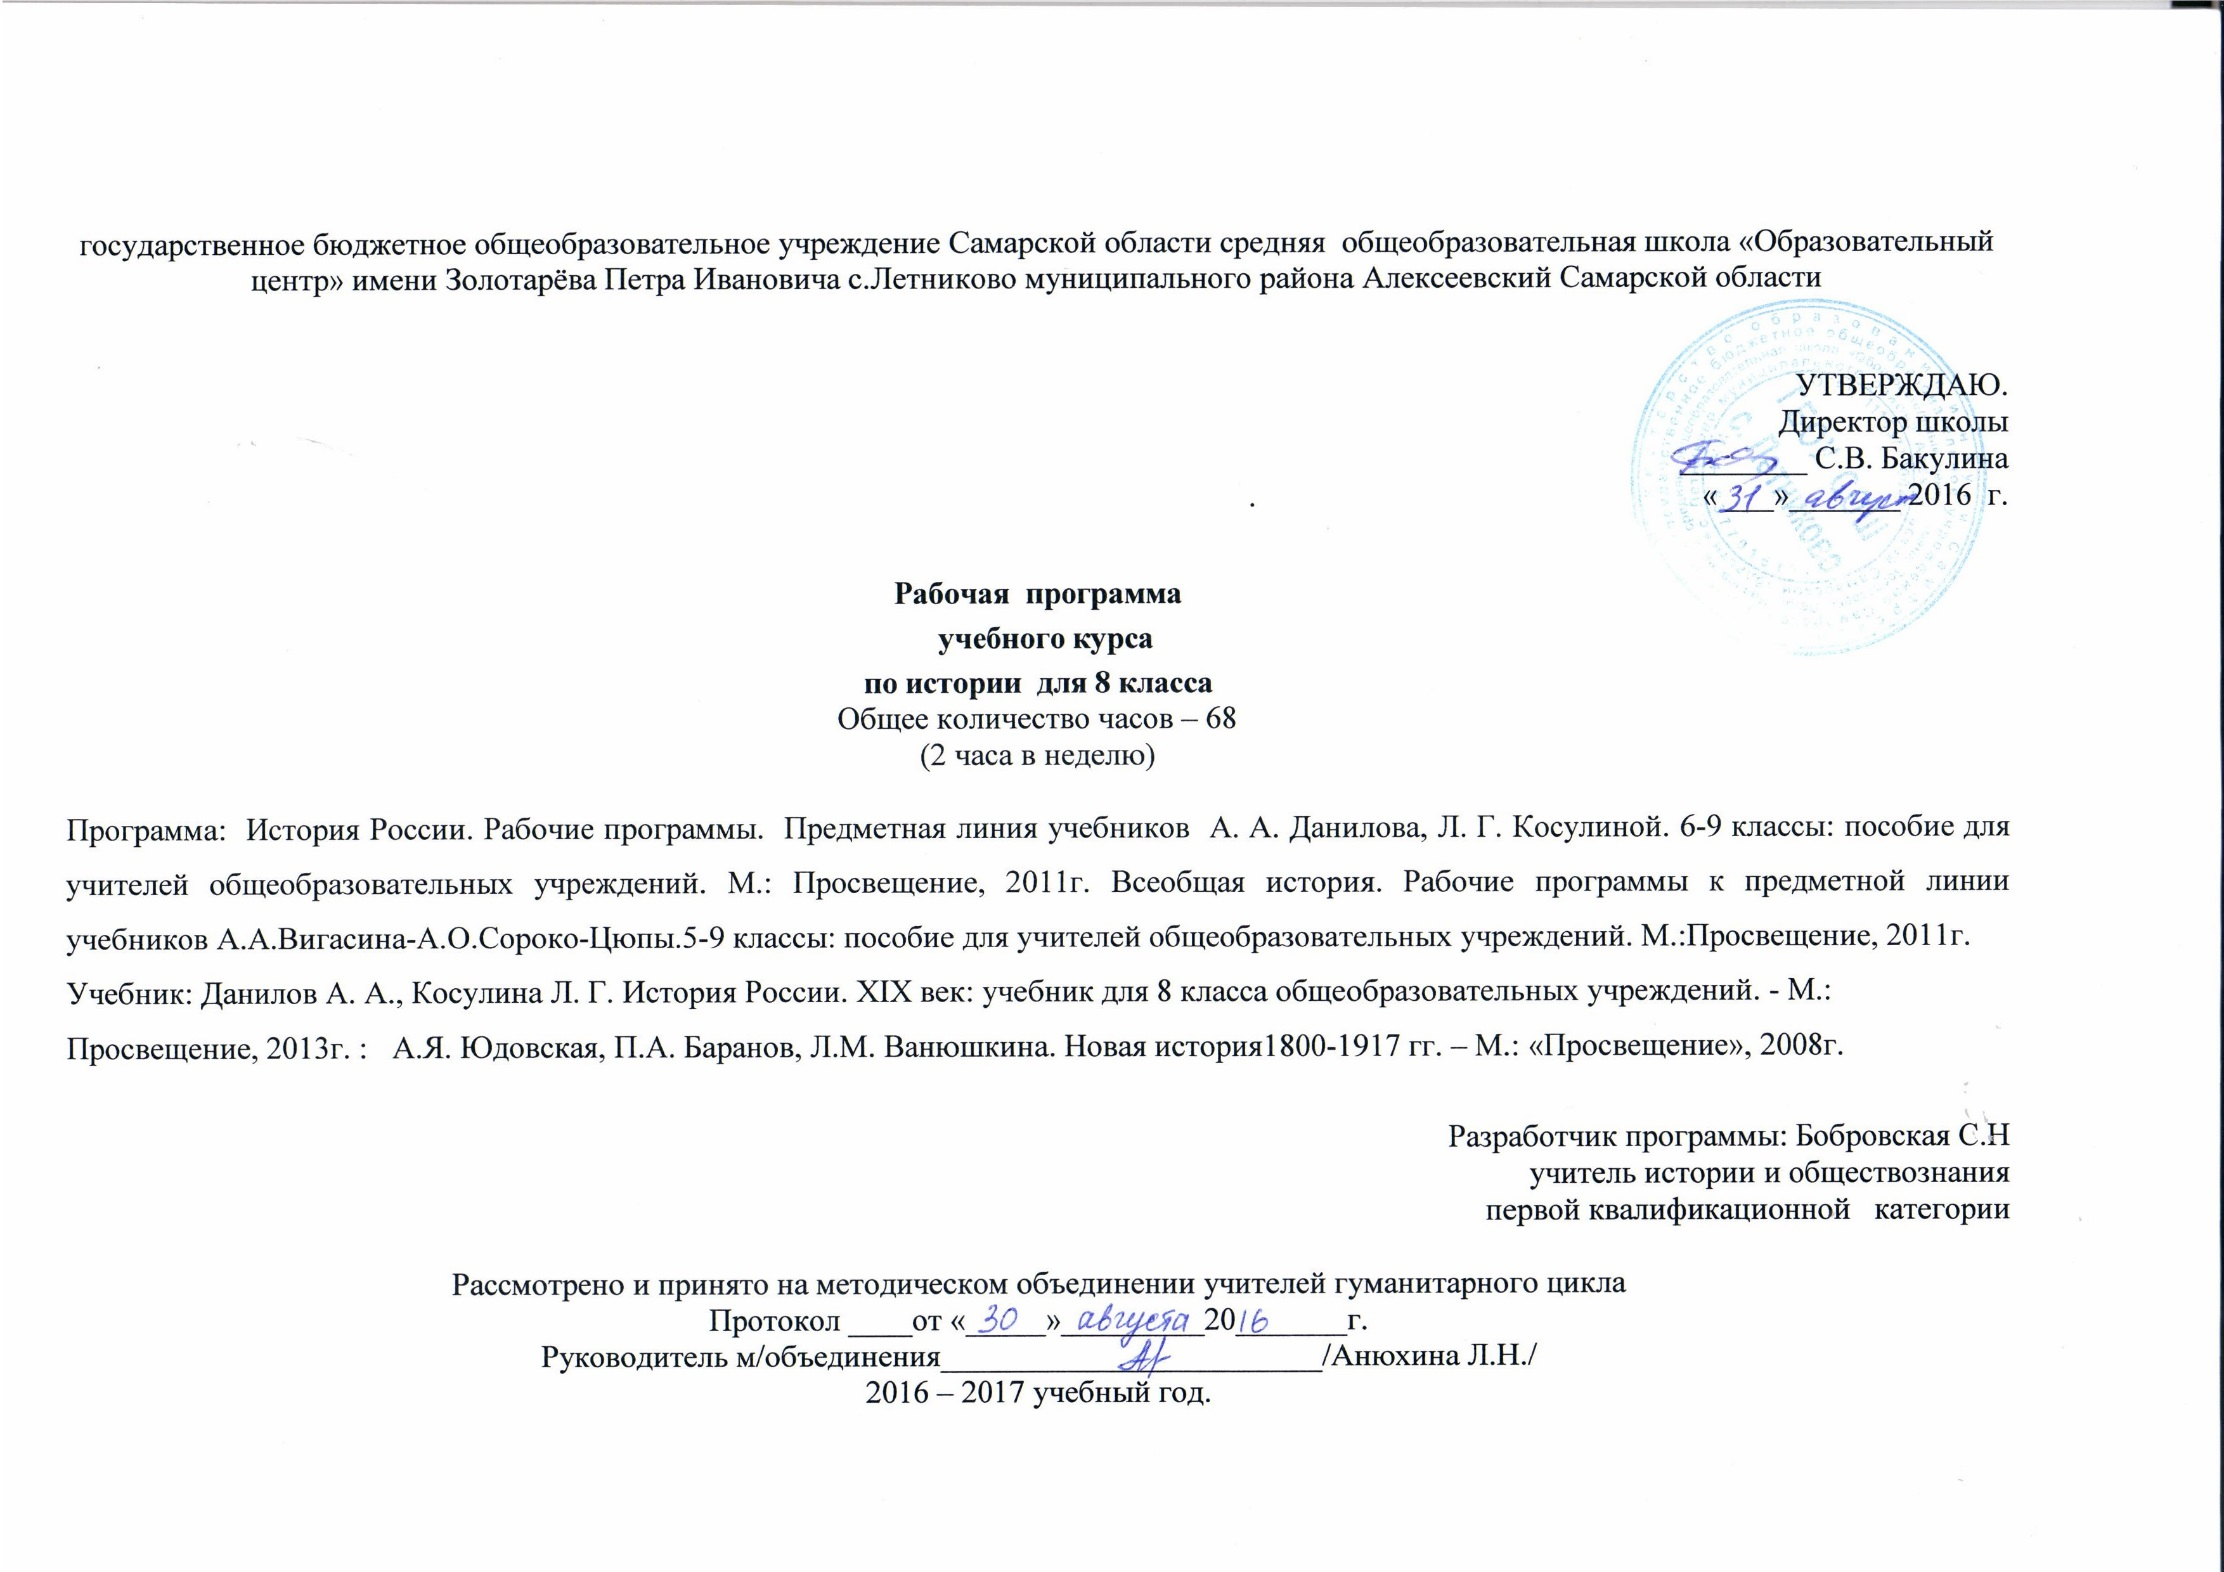 государственное бюджетное общеобразовательное учреждение Самарской области средняя общеобразовательная школа «Образовательный
центр» имени Золотарёва Петра Ивановича с.Летниково муниципального района Алексеевский Самарской области
УТВЕРЖДАЮ.
Директор школы
________ С.В. Бакулина
«31» август 2016 г.
Рабочая программа
учебного курса
по истории для 8 класса
Общее количество часов – 68
(2 часа в неделю)
Программа: История России. Рабочие программы. Предметная линия учебников А. А. Данилова, Л. Г. Косулиной. 6-9 классы: пособие для
учителей общеобразовательных учреждений. М.: Просвещение, 2011г. Всеобщая история. Рабочие программы к предметной линии
учебников А.А.Вигасина-А.О.Сороко-Цюпы.5-9 классы: пособие для учителей общеобразовательных учреждений. М.:Просвещение, 2011г.
Учебник: Данилов А. А., Косулина Л. Г. История России. XIX век: учебник для 8 класса общеобразовательных учреждений. - М.:
Просвещение, 2013г. : А.Я. Юдовская, П.А. Баранов, Л.М. Ванюшкина. Новая история1800-1917 гг. – М.: «Просвещение», 2008г.
Разработчик программы: Бобровская С.Н
учитель истории и обществознания
первой квалификационной категории
Рассмотрено и принято на методическом объединении учителей гуманитарного цикла
Протокол ____от «30» августа 2016 г.
Руководитель м/объединения________________________/Анюхина Л.Н./
2016 – 2017 учебный год.